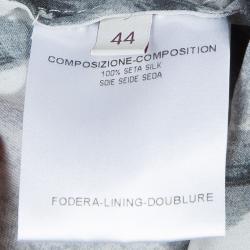 44
COMPOSIZIONE-COMPOSITION
100% SETA SILK
SOIE SEIDE SEDA
FODERA-LINING-DOUBLURE